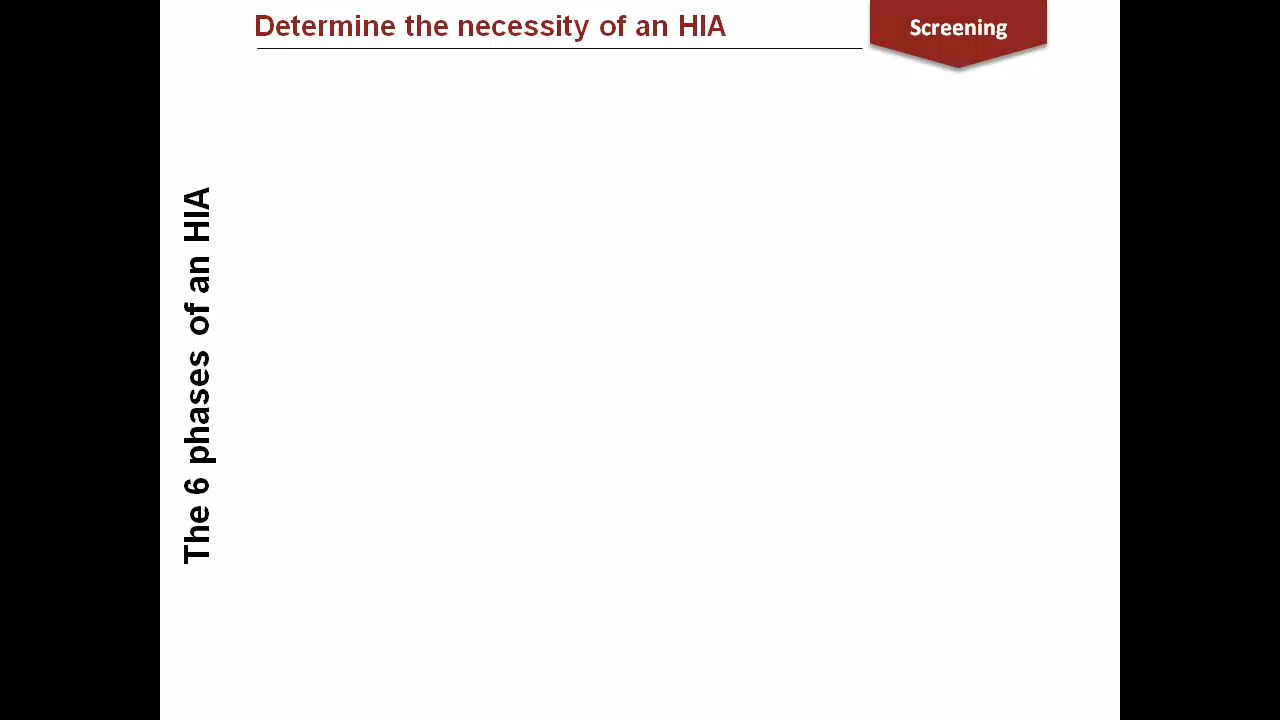 Determine the necessity of an HIA
Screening
The 6 phases of an HIA